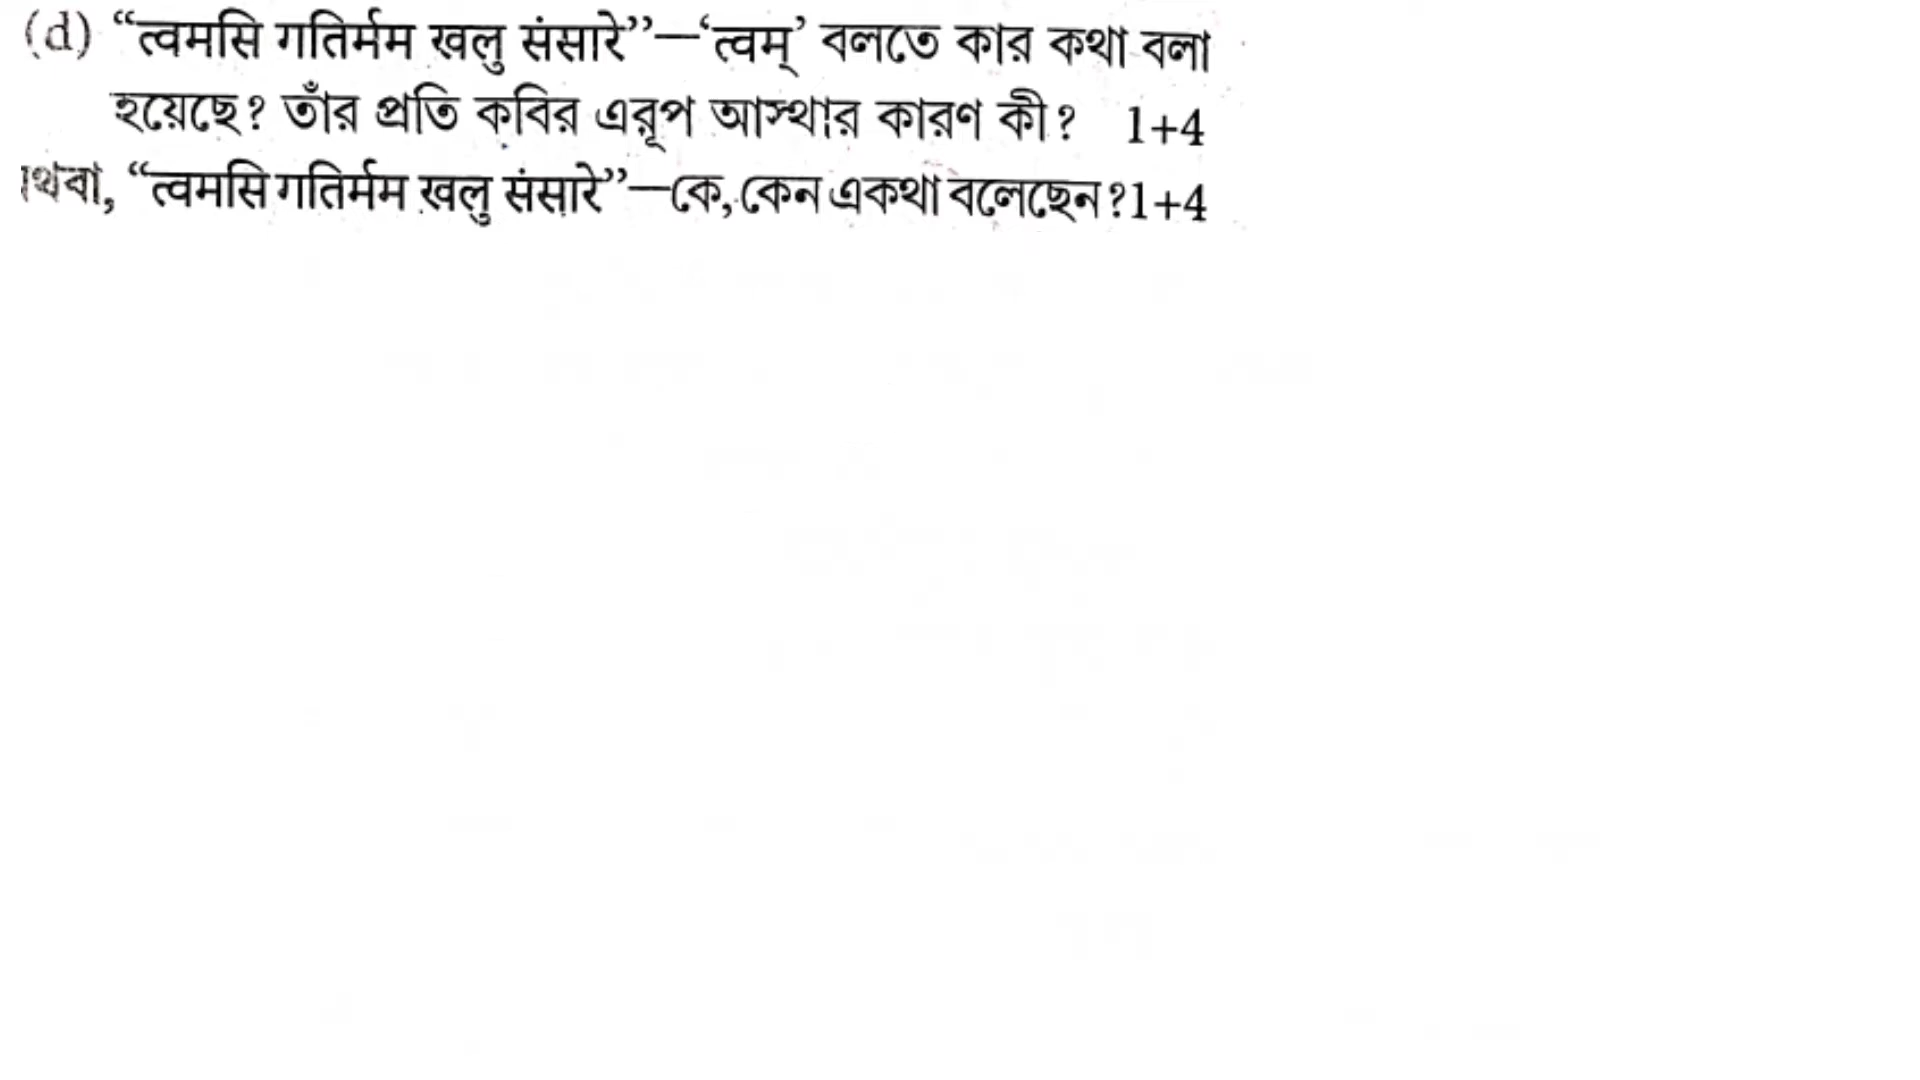 (d) “त्वमसि गतिर्मम खलु संसारे”—‘त्वम्’ বলতে কার কথা বলা
হয়েছে? তাঁর প্রতি কবির এরূপ আস্থার কারণ কী? 1+4
থবা, “त्वमसि गतिर्मम खलु संसारे”—কে, কেন একথা বলেছেন? 1+4